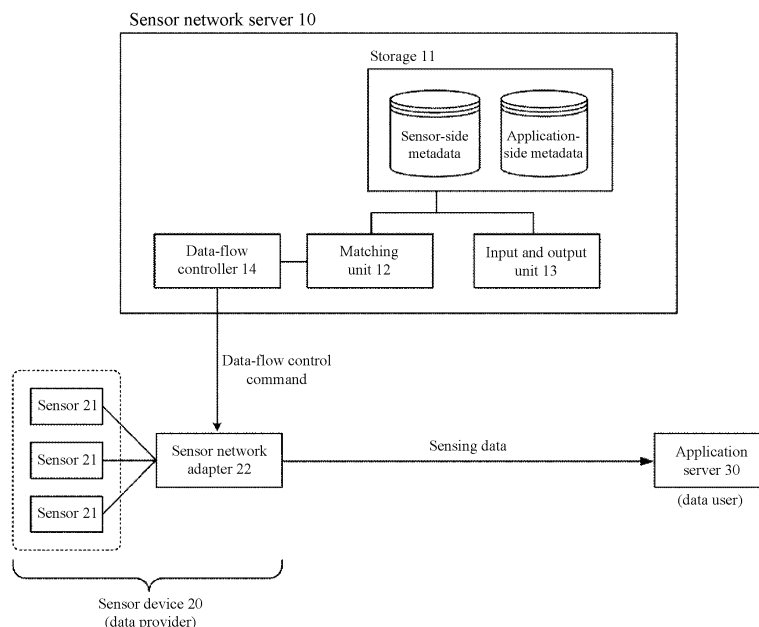 Sensor network server 10
Storage 11
Sensor-side
metadata
Application-
side metadata
Data-flow
controller 14
Matching
unit 12
Input and output
unit 13
Data-flow control
command
Sensor 21
Sensor 21
Sensor 21
Sensor network
adapter 22
Sensing data
Application
server 30
(data user)
Sensor device 20
(data provider)